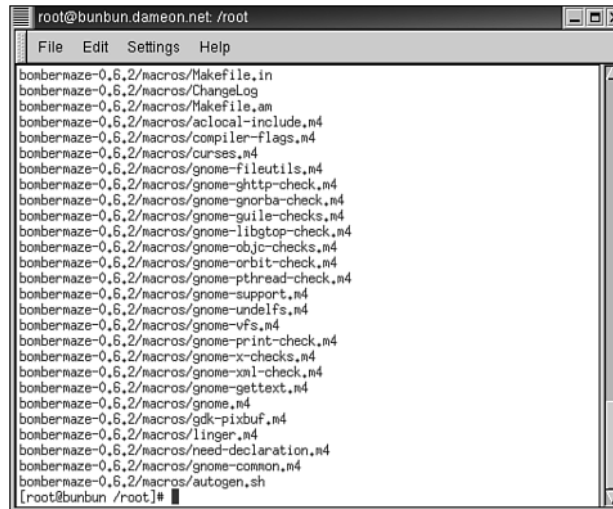 root@bunbun.dameon.net: /root
File Edit Settings Help
bombermaze-0.6.2/macros/Makefile.in
bombermaze-0.6.2/macros/ChangeLog
bombermaze-0.6.2/macros/Makefile.am
bombermaze-0.6.2/macros/aclocal-include.m4
bombermaze-0.6.2/macros/compiler-flags.m4
bombermaze-0.6.2/macros/curses.m4
bombermaze-0.6.2/macros/gnome-fileutils.m4
bombermaze-0.6.2/macros/gnome-ghttp-check.m4
bombermaze-0.6.2/macros/gnome-gnorba-check.m4
bombermaze-0.6.2/macros/gnome-guile-checks.m4
bombermaze-0.6.2/macros/gnome-libgtop-check.m4
bombermaze-0.6.2/macros/gnome-objc-checks.m4
bombermaze-0.6.2/macros/gnome-orbit-check.m4
bombermaze-0.6.2/macros/gnome-pthread-check.m4
bombermaze-0.6.2/macros/gnome-support.m4
bombermaze-0.6.2/macros/gnome-undelfs.m4
bombermaze-0.6.2/macros/gnome-vfs.m4
bombermaze-0.6.2/macros/gnome-print-check.m4
bombermaze-0.6.2/macros/gnome-x-checks.m4
bombermaze-0.6.2/macros/gnome-xml-check.m4
bombermaze-0.6.2/macros/gnome-gettext.m4
bombermaze-0.6.2/macros/gnome.m4
bombermaze-0.6.2/macros/gdk-pixbuf.m4
bombermaze-0.6.2/macros/linger.m4
bombermaze-0.6.2/macros/need-declaration.m4
bombermaze-0.6.2/macros/gnome-common.m4
bombermaze-0.6.2/macros/autogen.sh
[root@bunbun /root]#